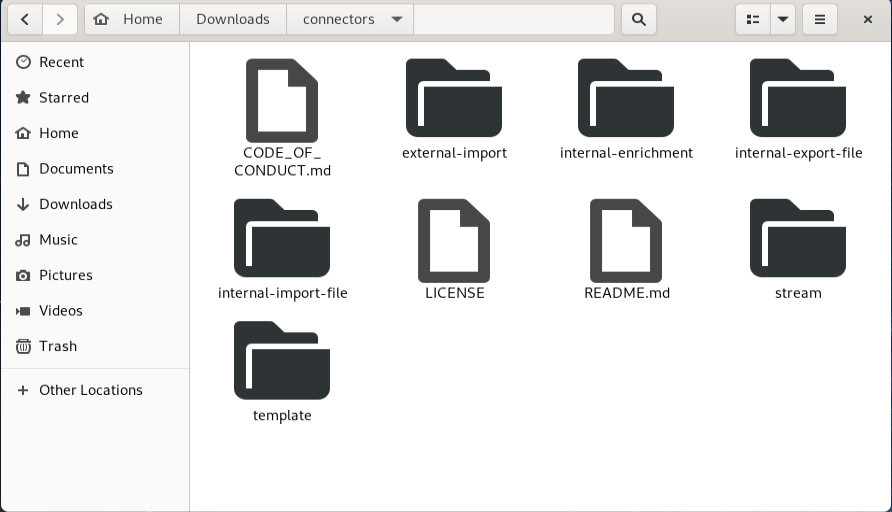 Home
Downloads
connectors
Recent
Starred
Home
Documents
Downloads
Music
Pictures
Videos
Trash
Other Locations
CODE_OF_
CONDUCT.md
external-import
internal-enrichment
internal-export-file
internal-import-file
LICENSE
README.md
stream
template